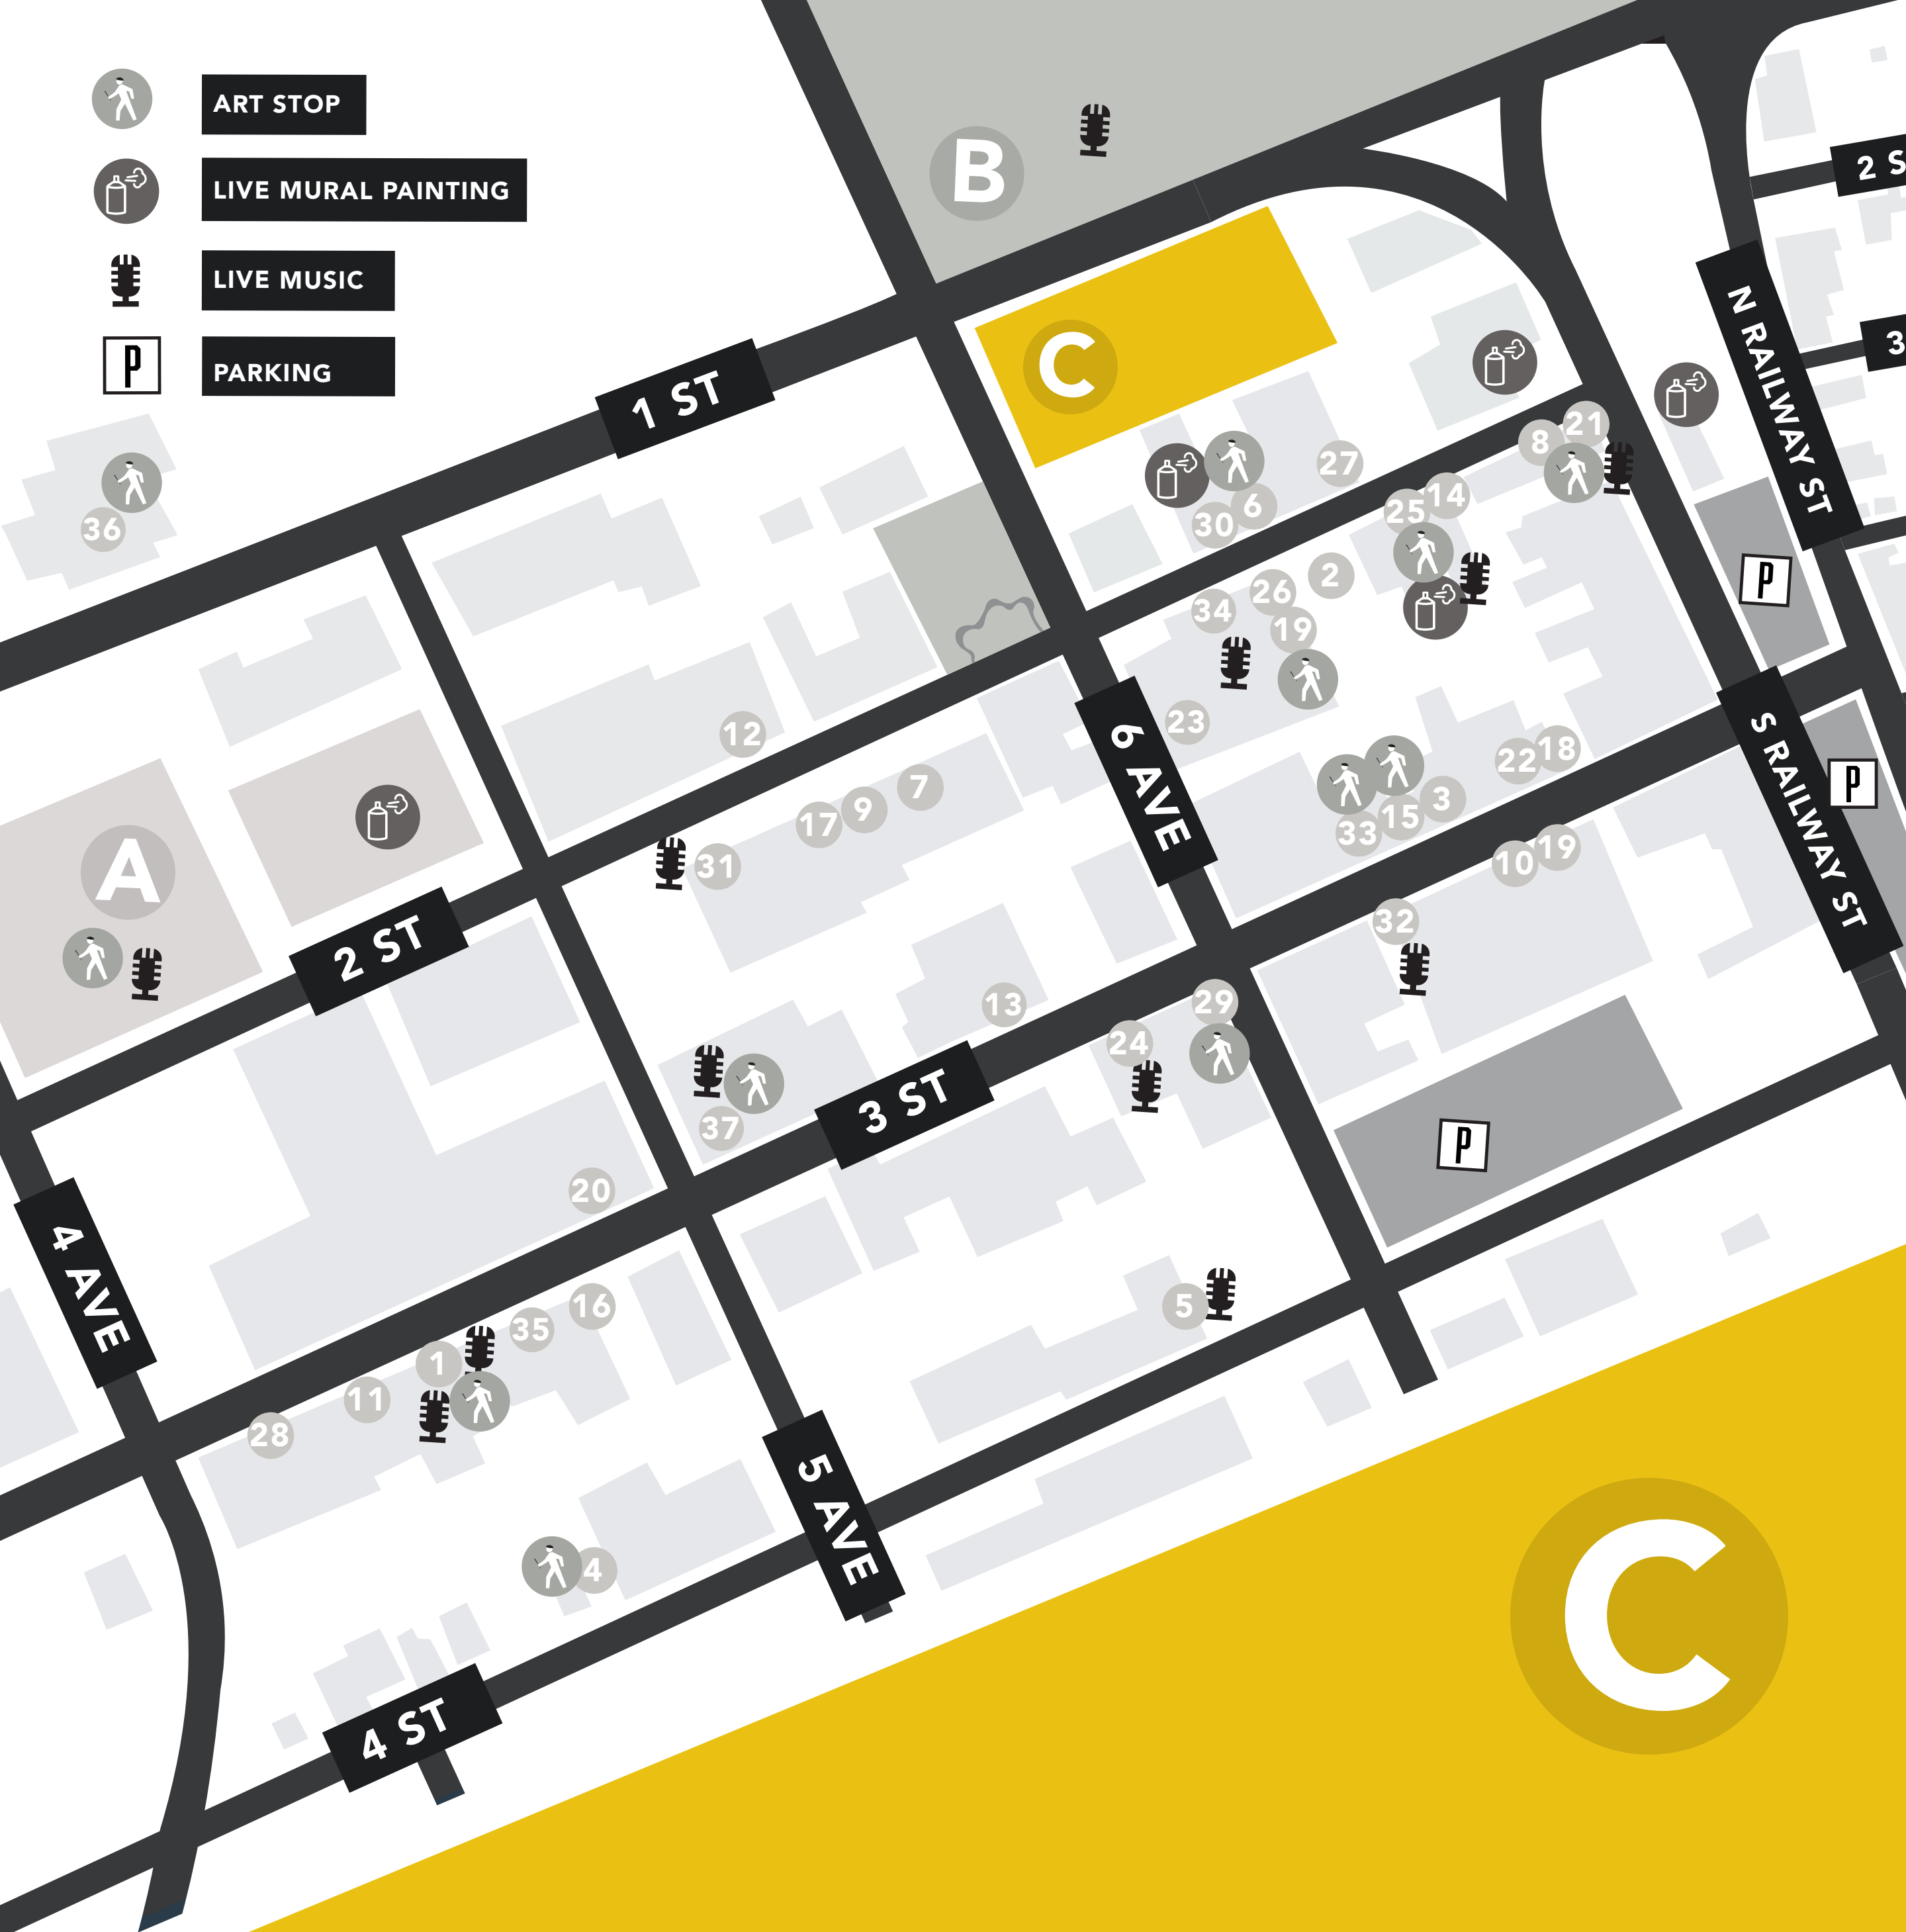 ART STOP
LIVE MURAL PAINTING
LIVE MUSIC
P
PARKING
B
2 S
N RAILWAY ST
3
1 ST
C
21
8
27
14
25
6
30
36
P
2
26
34
19
23
12
6 AVE
S RAILWAY ST
18
22
P
7
3
9
15
17
33
19
10
31
A
32
2 ST
29
13
24
3 ST
37
P
20
4 AVE
5
16
35
1
11
28
5 AVE
4
C
4 ST